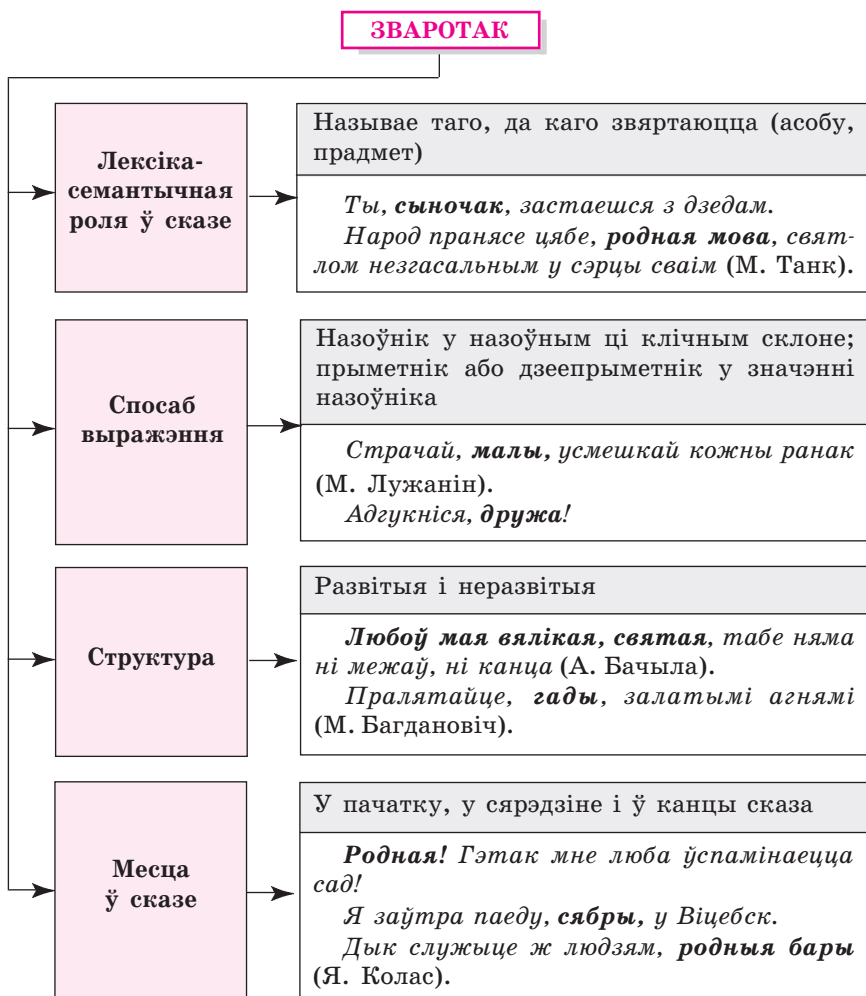 ЗВАРОТАК
Лексіка-
семантычная
роля ў сказе
Называе таго, да каго звяртаюцца (асобу,
прадмет)
Ты, сыночак, застаешся з дзедам.
Народ пранясе цябе, родная мова, свят-
лом незгасальным у сэрцы сваім (М. Танк).
Спосаб
выражэння
Назоўнік у назоўным ці клічным склоне;
прыметнік або дзеепрыметнік у значэнні
назоўніка
Страчай, малы, усмешкай кожны ранак
(М. Лужанін).
Адгукніся, дружа!
Структура
Развітыя і неразвітыя
Любоў мая вялікая, святая, табе няма
ні межаў, ні канца (А. Бачыла).
Пралятайце, гады, залатымі агнямі
(М. Багдановіч).
Месца
ў сказе
У пачатку, у сярэдзіне і ў канцы сказа
Родная! Гэтак мне люба ўспамінаецца
сад!
Я заўтра паеду, сябры, у Віцебск.
Дык служыце ж людзям, родныя бары
(Я. Колас).